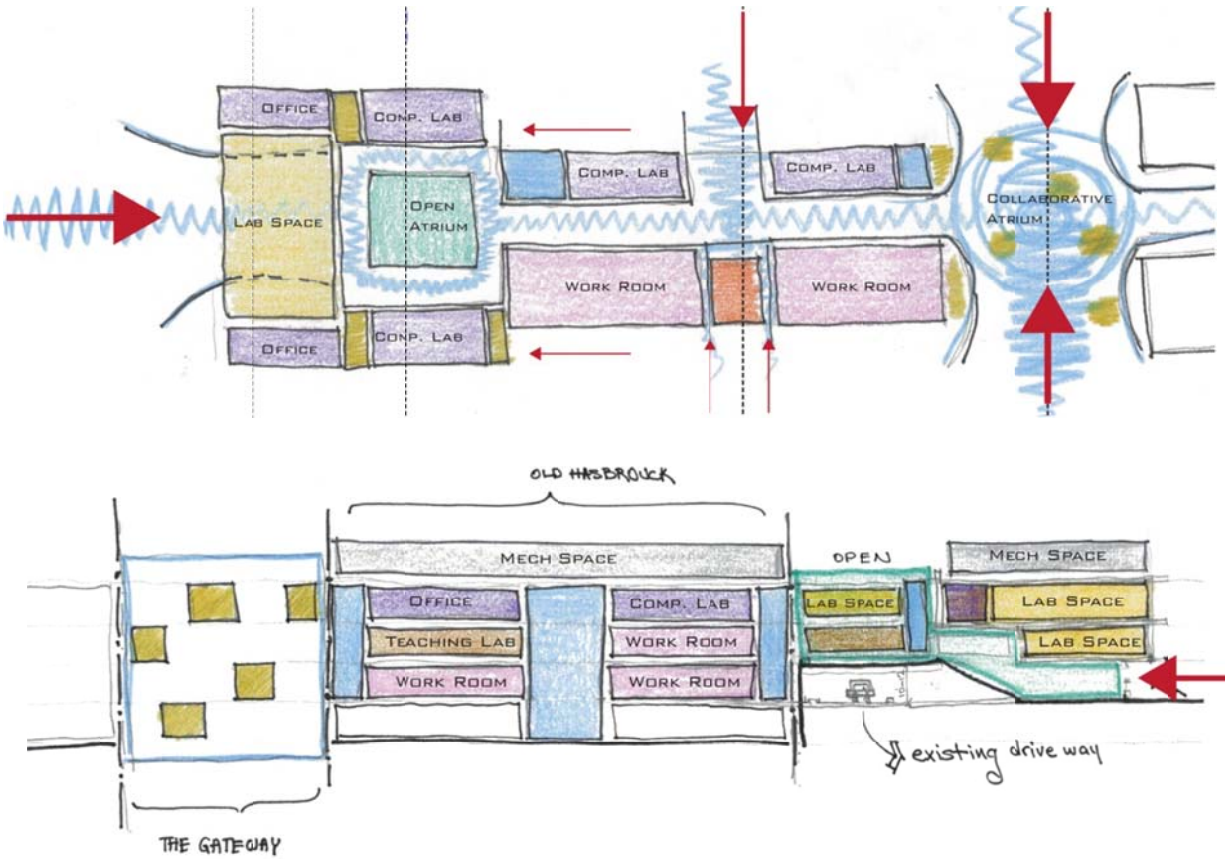 OFFICE
COMP. LAB
LAB SPACE
OPEN
ATRIUM
COMP. LAB
COMP. LAB
COLLABORATIVE
ATRIUM
WORK ROOM
WORK ROOM
OFFICE
COMP. LAB
OLD HASBROUCK
MECH SPACE
OPEN
MECH SPACE
OFFICE
COMP. LAB
LAB SPACE
LAB SPACE
TEACHING LAB
WORK ROOM
LAB SPACE
WORK ROOM
WORK ROOM
existing drive way
THE GATEWAY